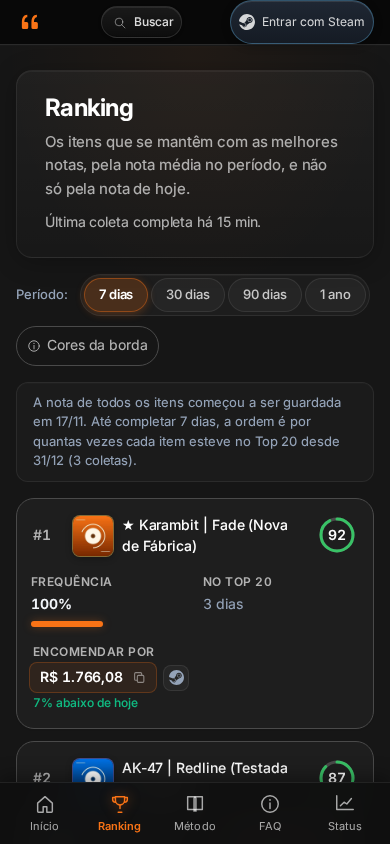 Buscar
Entrar com Steam
Ranking
Os itens que se mantêm com as melhores
notas, pela nota média no período, e não
só pela nota de hoje.
Última coleta completa há 15 min.
Período:
7 dias
30 dias
90 dias
1 ano
Cores da borda
A nota de todos os itens começou a ser guardada
em 17/11. Até completar 7 dias, a ordem é por
quantas vezes cada item esteve no Top 20 desde
31/12 (3 coletas).
#1
★ Karambit | Fade (Nova
de Fábrica)
92
FREQUÊNCIA
NO TOP 20
100%
3 dias
ENCOMENDAR POR
R$ 1.766,08
7% abaixo de hoje
#2
AK-47 | Redline (Testada
87
Início
Ranking
Método
FAQ
Status